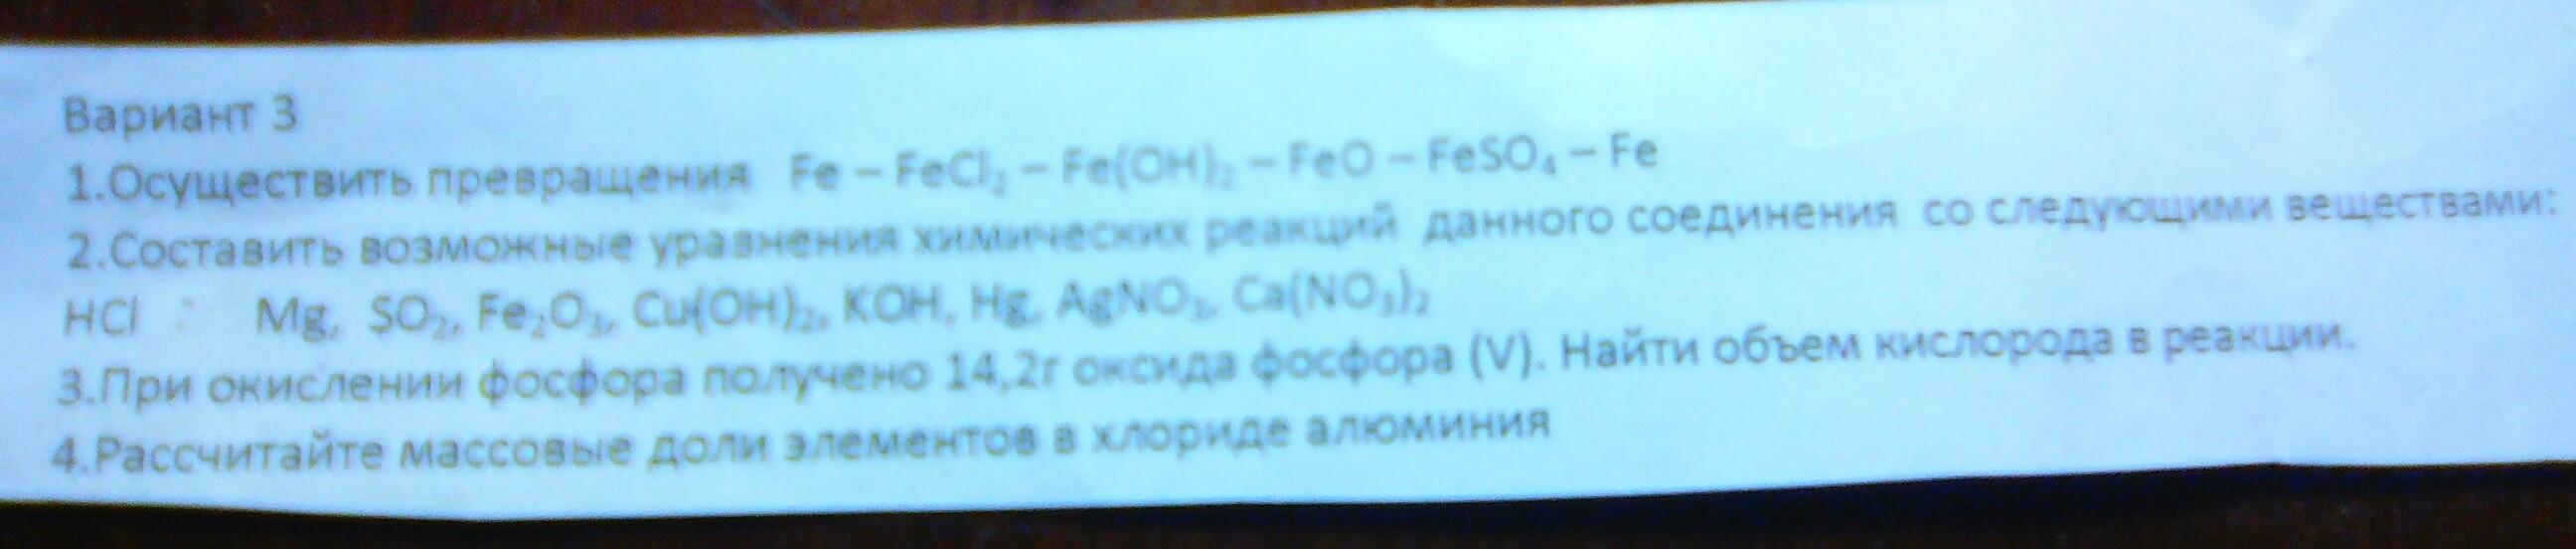 Вариант 3
1.Осуществить превращения Fe – FeCl₂ – Fe(OH)₂ – FeO – FeSO₄ – Fe
2.Составить возможные уравнения химических реакций данного соединения со следующими веществами:
HCl : Mg, SO₂, Fe₂O₃, Cu(OH)₂, KOH, Hg, AgNO₃, Ca(NO₃)₂
3.При окислении фосфора получено 14,2г оксида фосфора (V). Найти объем кислорода в реакции.
4.Рассчитайте массовые доли элементов в хлориде алюминия